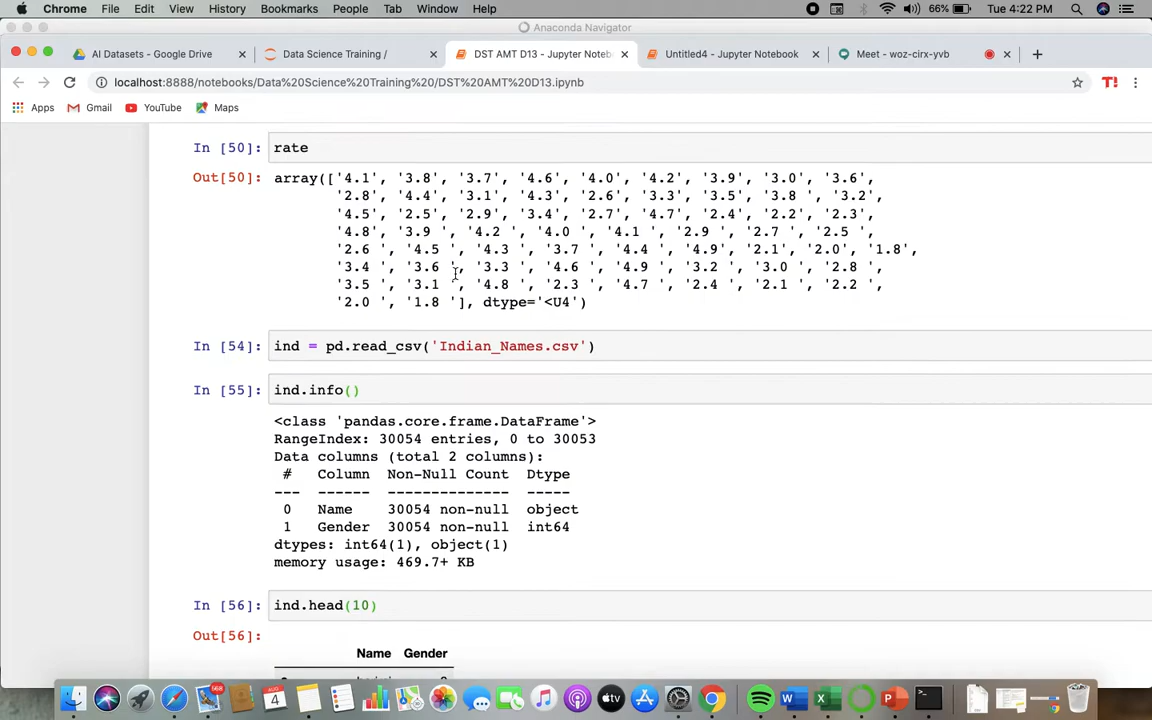 Chrome File Edit View History Bookmarks People Tab Window Help 66% Tue 4:22 PM
Anaconda Navigator
AI Datasets - Google Drive × Data Science Training / × DST AMT D13 - Jupyter Noteb × Untitled4 - Jupyter Notebook × Meet - woz-cirx-yvb × +
localhost:8888/notebooks/Data%20Science%20Training%20/DST%20AMT%20D13.ipynb T!
Apps Gmail YouTube Maps
In [50]: rate
Out[50]: array(['4.1', '3.8', '3.7', '4.6', '4.0', '4.2', '3.9', '3.0', '3.6',
'2.8', '4.4', '3.1', '4.3', '2.6', '3.3', '3.5', '3.8 ', '3.2',
'4.5', '2.5', '2.9', '3.4', '2.7', '4.7', '2.4', '2.2', '2.3',
'4.8', '3.9 ', '4.2 ', '4.0 ', '4.1 ', '2.9 ', '2.7 ', '2.5 ',
'2.6 ', '4.5 ', '4.3 ', '3.7 ', '4.4 ', '4.9', '2.1', '2.0', '1.8',
'3.4 ', '3.6 ', '3.3 ', '4.6 ', '4.9 ', '3.2 ', '3.0 ', '2.8 ',
'3.5 ', '3.1 ', '4.8 ', '2.3 ', '4.7 ', '2.4 ', '2.1 ', '2.2 ',
'2.0 ', '1.8 '], dtype='<U4')
In [54]: ind = pd.read_csv('Indian_Names.csv')
In [55]: ind.info()
<class 'pandas.core.frame.DataFrame'>
RangeIndex: 30054 entries, 0 to 30053
Data columns (total 2 columns):
# Column Non-Null Count Dtype
--- ------ -------------- -----
0 Name 30054 non-null object
1 Gender 30054 non-null int64
dtypes: int64(1), object(1)
memory usage: 469.7+ KB
In [56]: ind.head(10)
Out[56]:
Name Gender